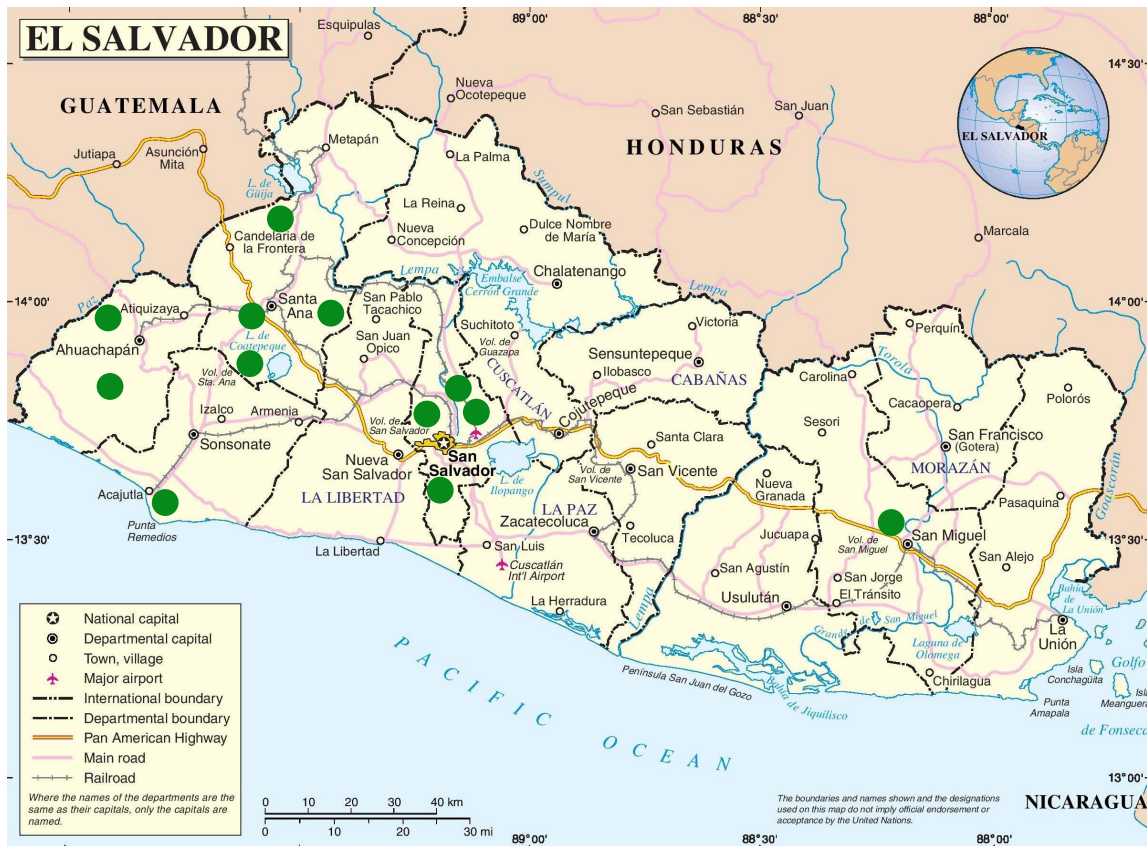 EL SALVADOR
89°00'
88°30'
88°00'
14°30'
14°00'
13°30'
13°00'
GUATEMALA
HONDURAS
NICARAGUA
EL SALVADOR
Esquipulas
Nueva
Ocotepeque
San Sebastián
San Juan
Marcala
Jutiapa
Asunción
Mita
Metapán
L. de
Güija
La Palma
Sumpul
La Reina
Nueva
Concepción
Dulce Nombre
de María
Candelaria de
la Frontera
Lempa
Embalse
Cerrón Grande
Chalatenango
Lempa
Paz
Atiquizaya
Santa
Ana
San Pablo
Tacachico
Suchitoto
Victoria
Perquín
Ahuachapán
L. de
Coatepeque
San Juan
Opico
Vol. de
Guazapa
Sensuntepeque
Ilobasco
CABAÑAS
CUSCATLÁN
Torola
Carolina
Cacaopera
Polorós
Vol. de
Sta. Ana
Izalco
Armenia
Sonsonate
Vol. de
San Salvador
Cojutepeque
Sesori
San Francisco
(Gotera)
MORAZÁN
Santa Clara
Nueva
San Salvador
San
Salvador
L. de
Ilopango
Vol. de
San Vicente
San Vicente
Nueva
Granada
Pasaquina
Goascorán
Acajutla
Punta
Remedios
LA LIBERTAD
LA PAZ
Zacatecoluca
Tecoluca
Jucuapa
Vol. de
San Miguel
San Miguel
San Alejo
La Libertad
San Luis
Cuscatlán
Int'l Airport
San Agustín
San Jorge
El Tránsito
Usulután
Bahía
de
La Unión
La
Unión
La Herradura
Lempa
Grande de San Miguel
Laguna de
Olomega
Chirilagua
Península San Juan del Gozo
Bahía de Jiquilisco
Isla
Conchagüita
Golfo
de Fonseca
Isla
Meanguera
Punta
Amapala
PACIFIC OCEAN
National capital
Departmental capital
Town, village
Major airport
International boundary
Departmental boundary
Pan American Highway
Main road
Railroad
Where the names of the departments are the
same as their capitals, only the capitals are
named.
0 10 20 30 40 km
0 10 20 30 mi
The boundaries and names shown and the designations
used on this map do not imply official endorsement or
acceptance by the United Nations.
89°00'
88°30'
88°00'